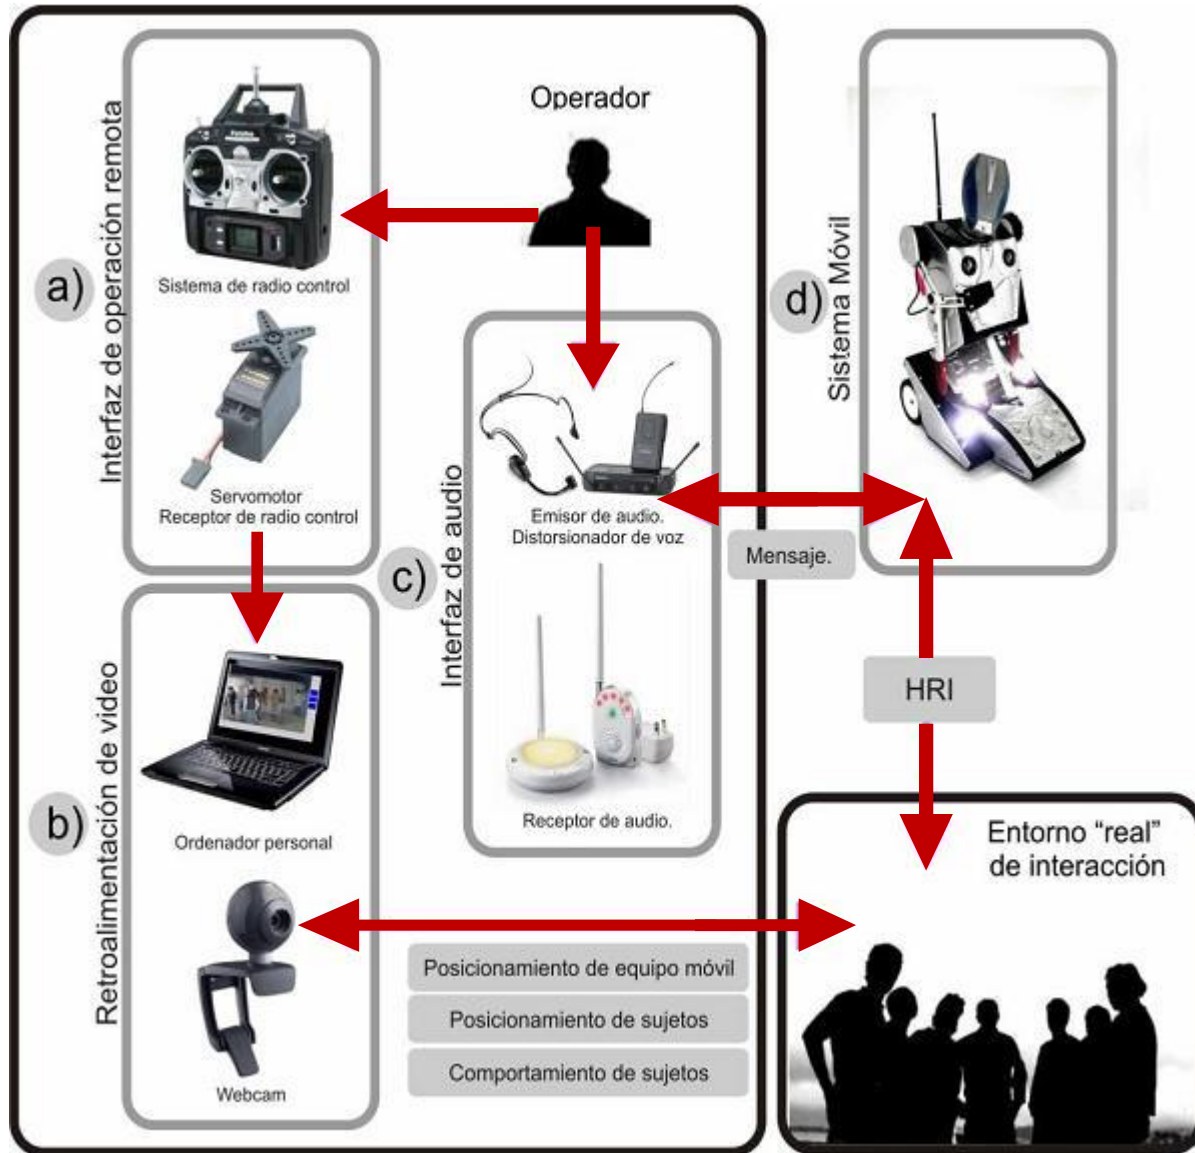 Operador
a)
Interfaz de operación remota
Futaba
Sistema de radio control
Servomotor
Receptor de radio control
b)
Retroalimentación de video
Ordenador personal
Webcam
c)
Interfaz de audio
Emisor de audio.
Distorsionador de voz
Receptor de audio.
Mensaje.
d)
Sistema Móvil
HRI
Entorno “real”
de interacción
Posicionamiento de equipo móvil
Posicionamiento de sujetos
Comportamiento de sujetos